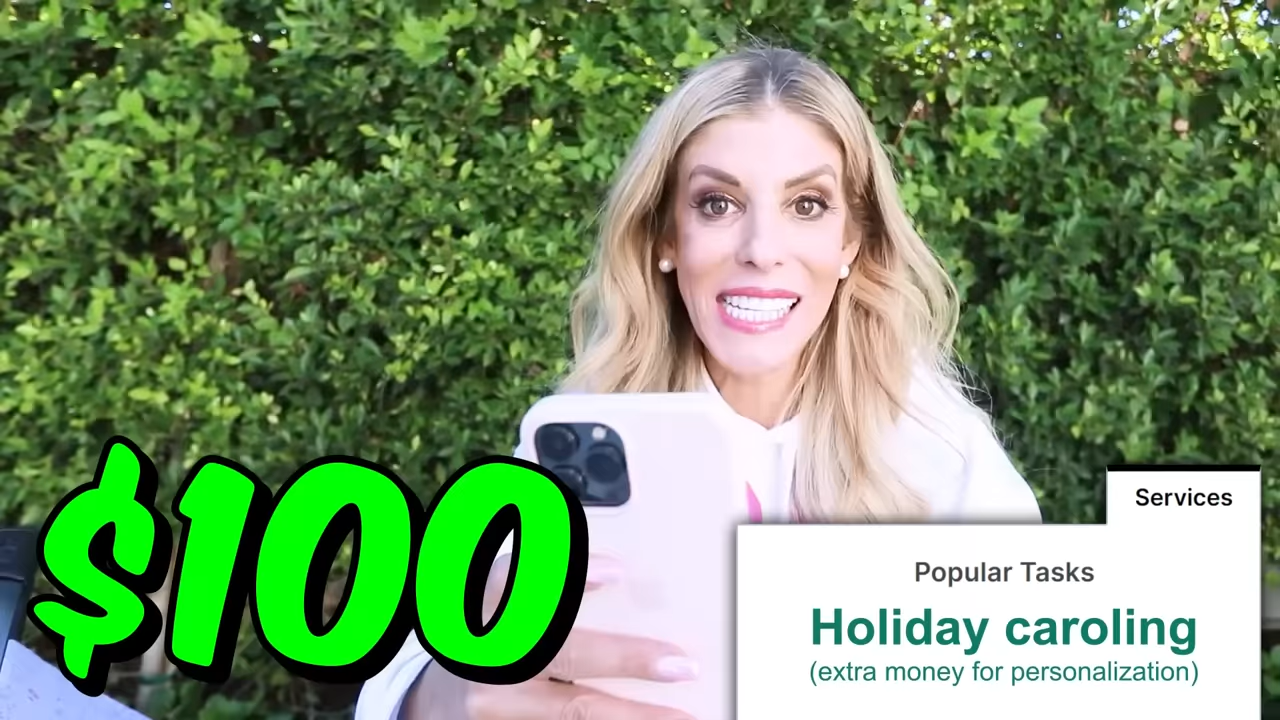 $100
Services
Popular Tasks
Holiday caroling
(extra money for personalization)